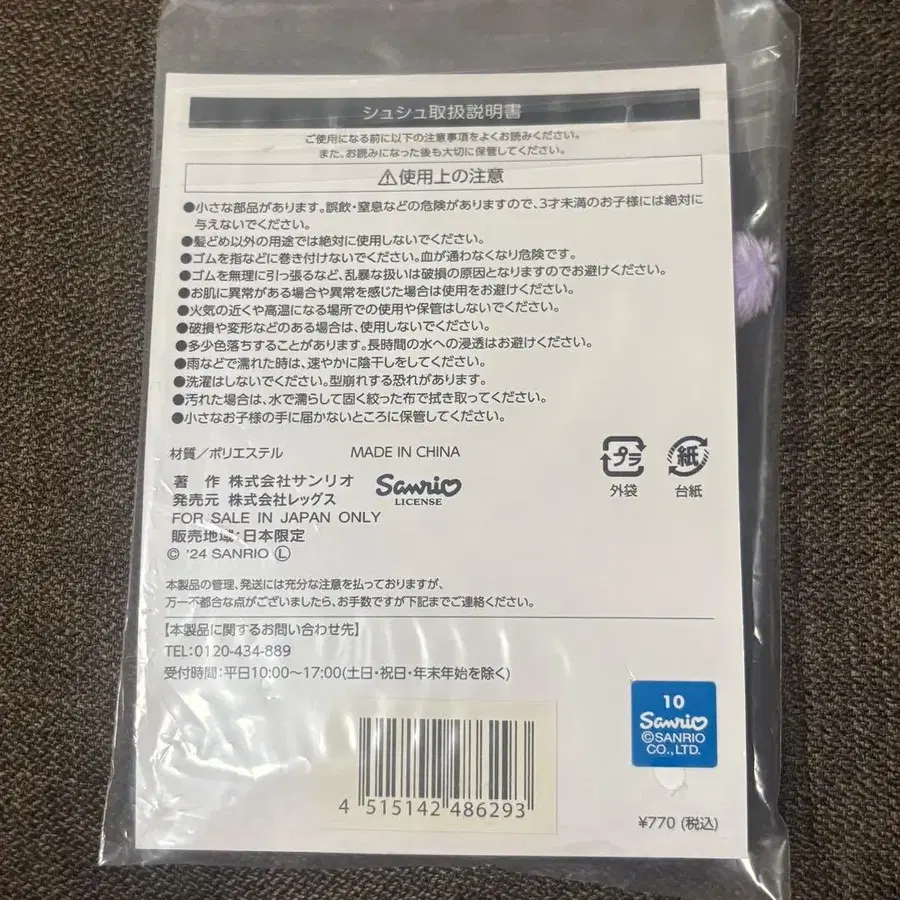 シュシュ取扱説明書
ご使用になる前に以下の注意事項をよくお読みください。
また、お読みになった後も大切に保管してください。
⚠使用上の注意
●小さな部品があります。誤飲・窒息などの危険がありますので、3才未満のお子様には絶対に
与えないでください。
●髪どめ以外の用途では絶対に使用しないでください。
●ゴムを指などに巻き付けないでください。血が通わなくなり危険です。
●ゴムを無理に引っ張るなど、乱暴な扱いは破損の原因となりますのでお避けください。
●お肌に異常がある場合や異常を感じた場合は使用をお避けください。
●火気の近くや高温になる場所での使用や保管はしないでください。
●破損や変形などのある場合は、使用しないでください。
●多少色落ちすることがあります。長時間の水への浸透はお避けください。
●雨などで濡れた時は、速やかに陰干しをしてください。
●洗濯はしないでください。型崩れする恐れがあります。
●汚れた場合は、水で濡らして固く絞った布で拭き取ってください。
●小さなお子様の手に届かないところに保管してください。
材質/ポリエステル MADE IN CHINA
プラ 紙
外袋 台紙
著 作 株式会社サンリオ Sanrio
発売元 株式会社レッグス LICENSE
FOR SALE IN JAPAN ONLY
販売地域:日本限定
© '24 SANRIO Ⓛ
本製品の管理、発送には充分な注意を払っておりますが、
万一不都合な点がございましたら、お手数ですが下記までご連絡ください。
【本製品に関するお問い合わせ先】
TEL:0120-434-889
受付時間:平日10:00~17:00(土日・祝日・年末年始を除く)
10
Sanrio
©SANRIO
CO.,LTD.
4 515142 486293
¥770 (税込)